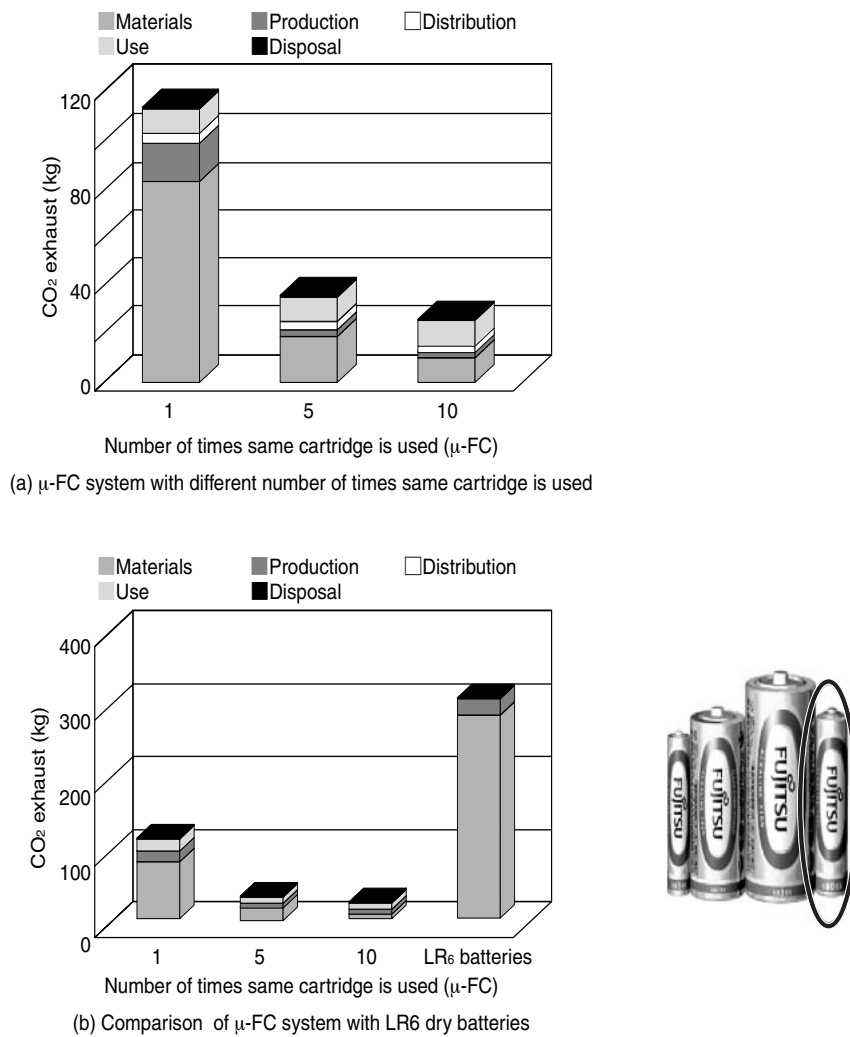 Materials Production Distribution
Use Disposal
CO₂ exhaust (kg)
120
80
40
0
1 5 10
Number of times same cartridge is used (μ-FC)
(a) μ-FC system with different number of times same cartridge is used
Materials Production Distribution
Use Disposal
CO₂ exhaust (kg)
400
300
200
100
0
1 5 10 LR₆ batteries
Number of times same cartridge is used (μ-FC)
(b) Comparison of μ-FC system with LR6 dry batteries
FUJITSU
FUJITSU
FUJITSU
FUJITSU